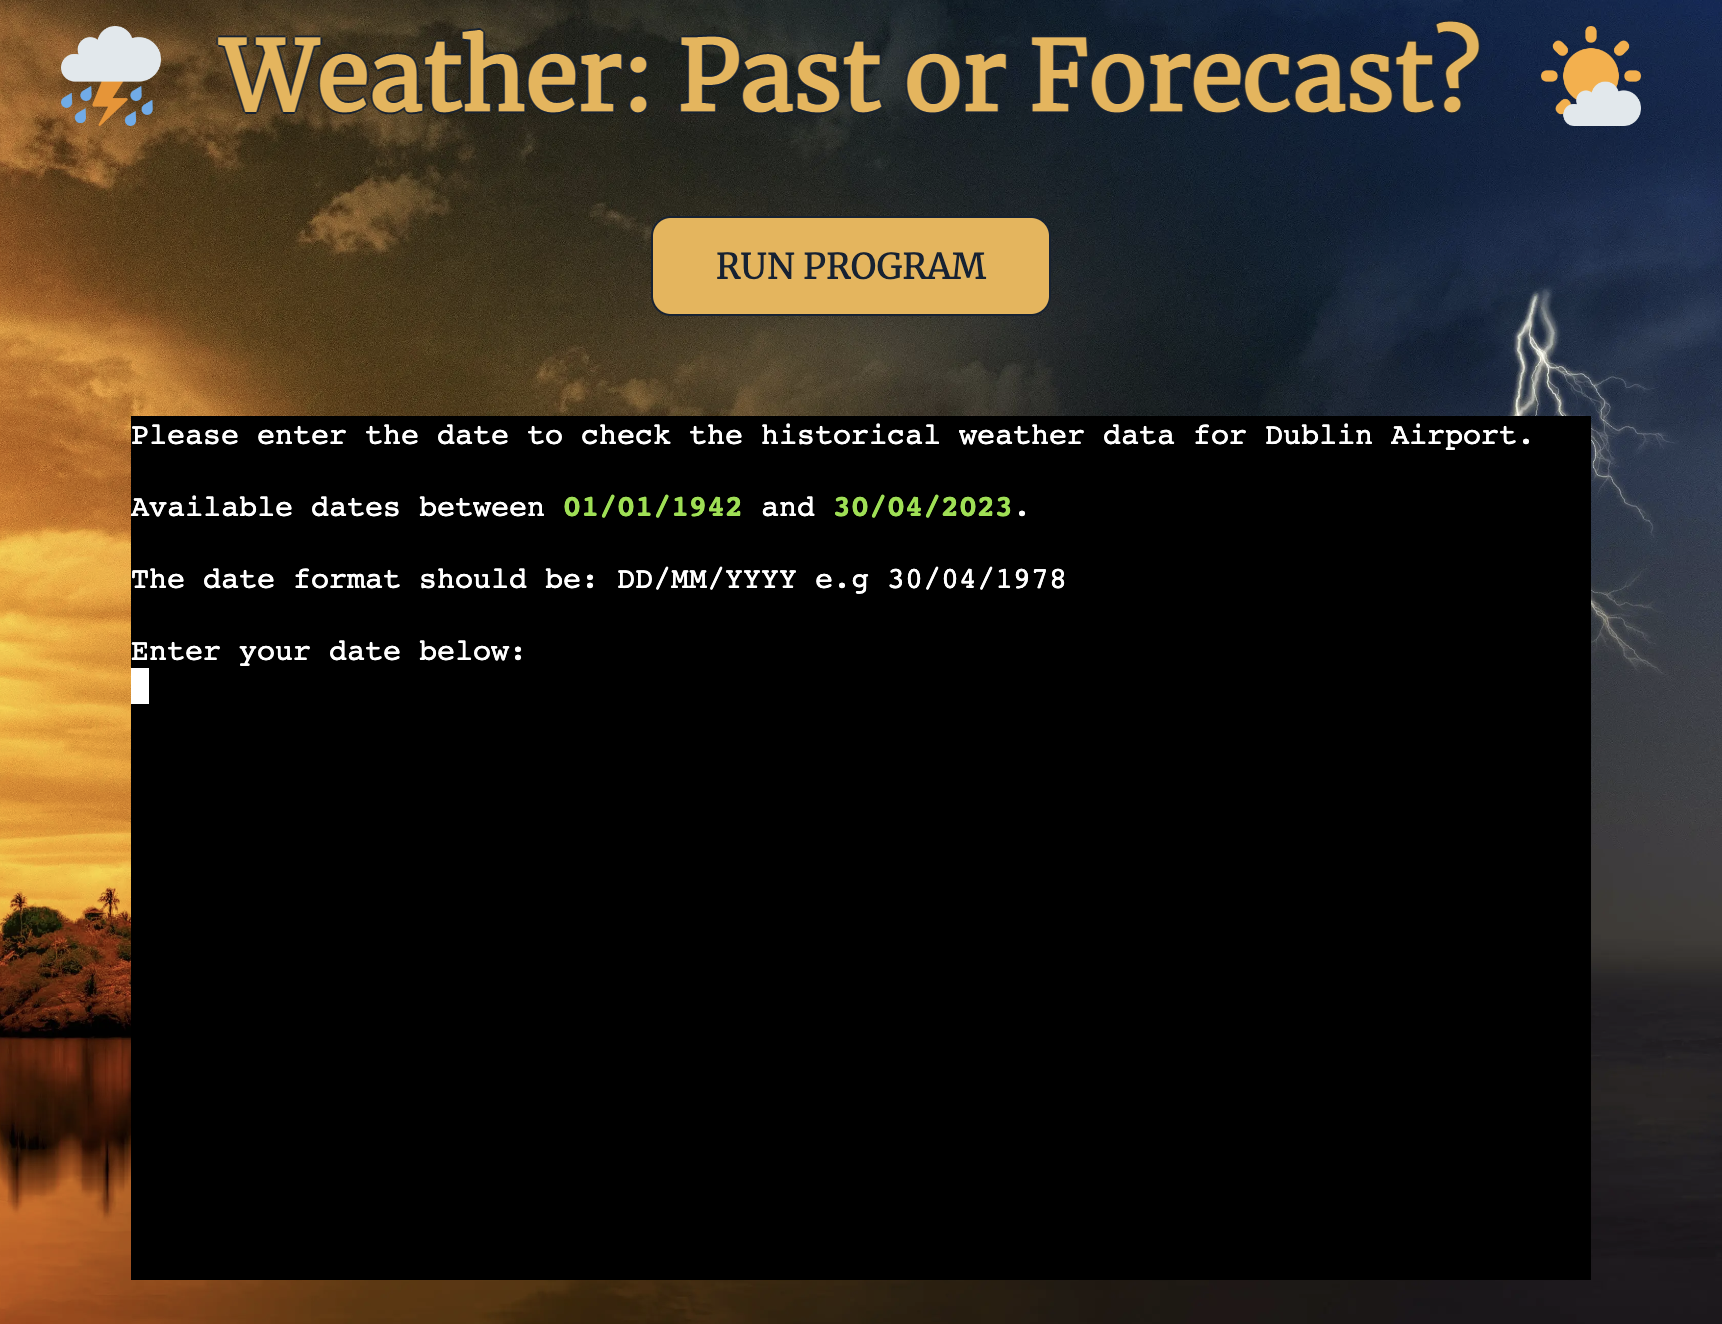 Weather: Past or Forecast?
RUN PROGRAM
Please enter the date to check the historical weather data for Dublin Airport.
Available dates between 01/01/1942 and 30/04/2023.
The date format should be: DD/MM/YYYY e.g 30/04/1978
Enter your date below: